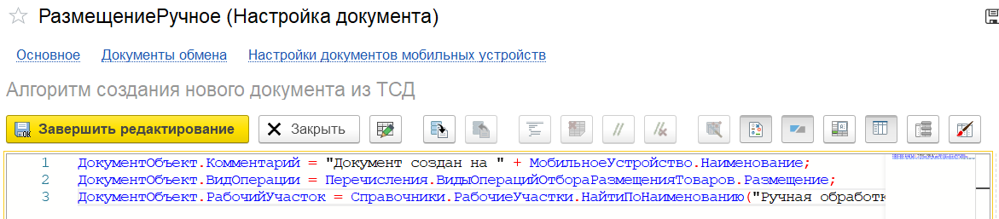 РазмещениеРучное (Настройка документа)
Основное Документы обмена Настройки документов мобильных устройств
Алгоритм создания нового документа из ТСД
Завершить редактирование Закрыть
1 ДокументОбъект.Комментарий = "Документ создан на " + МобильноеУстройство.Наименование;
2 ДокументОбъект.ВидОперации = Перечисления.ВидыОперацийОтбораРазмещенияТоваров.Размещение;
3 ДокументОбъект.РабочийУчасток = Справочники.РабочиеУчастки.НайтиПоНаименованию("Ручная обработк